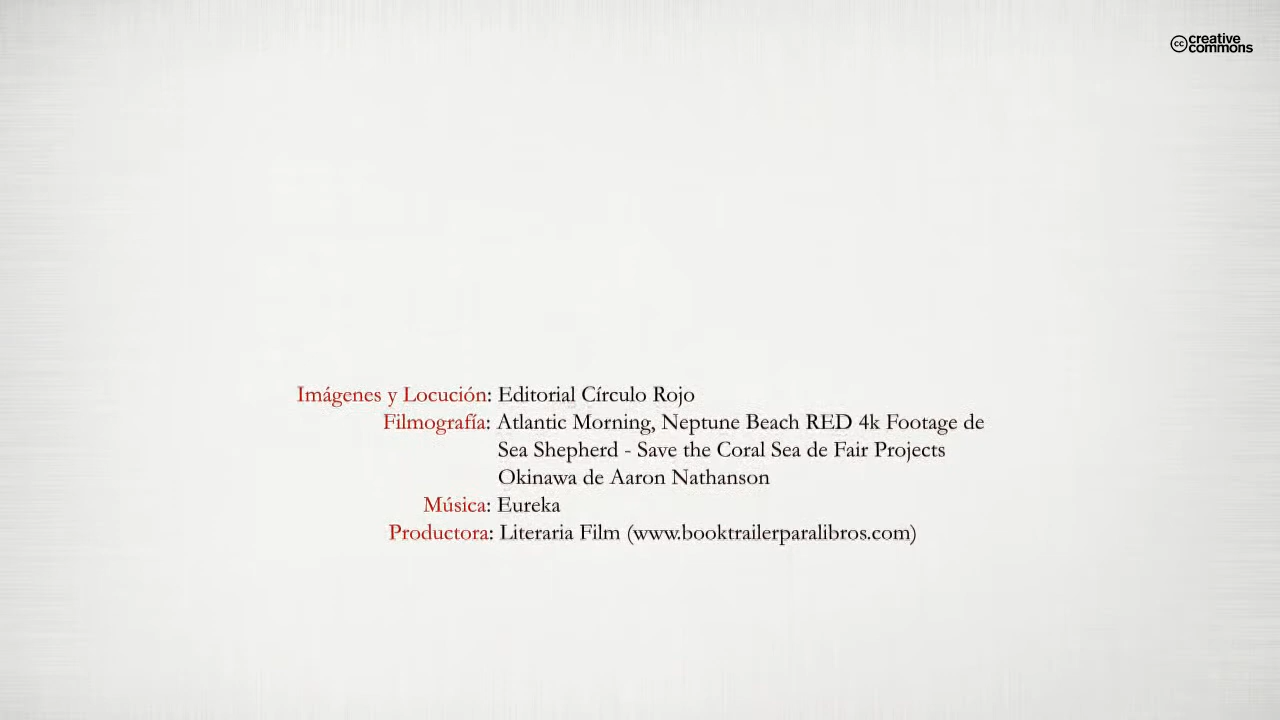 creative
commons
Imágenes y Locución: Editorial Círculo Rojo
Filmografía: Atlantic Morning, Neptune Beach RED 4k Footage de
Sea Shepherd - Save the Coral Sea de Fair Projects
Okinawa de Aaron Nathanson
Música: Eureka
Productora: Literaria Film (www.booktrailerparalibros.com)